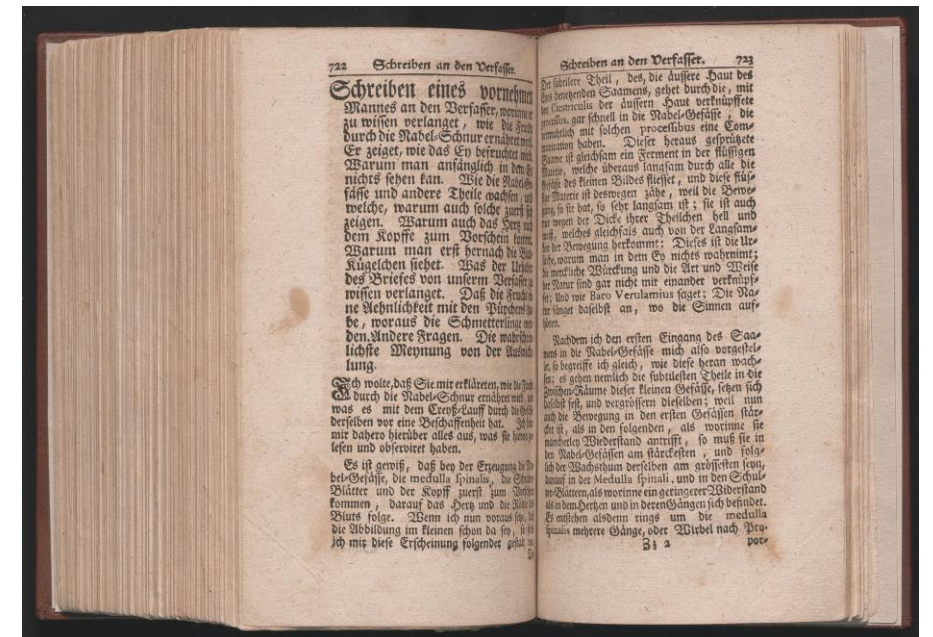 722 Schreiben an den Verfasser.
Schreiben eines vornehmen
Mannes an den Verfasser, worinne er
zu wissen verlanget, wie die Frucht
durch die Nabel-Schnur ernähret wird.
Er zeiget, wie das Ey befruchtet wird.
Warum man anfänglich in dem Ey
nichts sehen kan. Wie die Nabel-Ge-
fässe und andere Theile wachsen, und
welche, warum auch solche zuerst sich
zeigen. Warum auch das Hertz nach
dem Kopffe zum Vorschein kommt.
Warum man erst hernach die Blut-
Kügelchen siehet. Was der Urheber
des Briefes von unserm Verfasser zu
wissen verlanget. Daß die Frucht ei-
ne Aehnlichkeit mit den Püpchens ha-
be, woraus die Schmetterlinge wer-
den. Andere Fragen. Die wahrschein-
lichste Meynung von der Auswicke-
lung.
Ich wolte, daß Sie mir erkläreten, wie die Frucht
durch die Nabel-Schnur ernähret wird, und
was es mit dem Creyß-Lauff durch die Gefässe
derselben vor eine Beschaffenheit hat. Ich bitte
mir dahero hierüber alles aus, was sie hievon ge-
lesen und observiret haben.
Es ist gewiß, daß bey der Erzeugung die Na-
bel-Gefässe, die medulla spinalis, die Schulter-
Blätter und der Kopff zuerst zum Vorschein
kommen, darauf das Hertz und die Röthe des
Bluts folge. Wenn ich nun voraus setze, daß
die Abbildung im kleinen schon da sey, so stelle
ich mir diese Erscheinung folgender gestalt vor:
Schreiben an den Verfasser. 723
Der subtilere Theil, des, die äussere Haut des
Eyes benetzenden Saamens, gehet durch die, mit
den Cicatriculis der äussern Haut verknüpffete
processus, gar schnell in die Nabel-Gefässe, die
vermuthlich mit solchen processibus eine Com-
munication haben. Dieser heraus gesprützete
Saame ist gleichsam ein Ferment in der flüssigen
Materie, welche überaus langsam durch alle die
Gefässe des kleinen Bildes fliesset, und diese flüs-
sige Materie ist deswegen zähe, weil die Bewe-
gung, so sie hat, so sehr langsam ist; sie ist auch
nur wegen der Dicke ihrer Theilchen hell und
weiß, welches gleichfals auch von der Langsam-
keit der Bewegung herkommt: Dieses ist die Ur-
sache, warum man in dem Ey nichts wahrnimt;
die merckliche Würckung und die Art und Weise
der Natur sind gar nicht mit einander verknüpf-
fet; Und wie Baco Verulamius saget; Die Na-
tur fänget daselbst an, wo die Sinnen auf-
hören.
Nachdem ich den ersten Eingang des Saa-
mens in die Nabel-Gefässe mich also vorgestel-
let, so begriffe ich gleich, wie diese heran wach-
sen; es gehen nemlich die subtilesten Theile in die
Zwischen-Räume dieser kleinen Gefässe, setzen sich
daselbst fest, und vergrössern dieselben; weil nun
auch die Bewegung in den ersten Gefässen stär-
cker ist, als in den folgenden, als worinne sie
mancherley Wiederstand antrifft, so muß sie in
den Nabel-Gefässen am stärckesten, und folg-
lich der Wachsthum derselben am grössesten seyn,
darauf in der Medulla spinali, und in den Schul-
ter-Blättern, als worinne ein geringerer Widerstand
als in dem Hertzen und in deren Gängen sich befindet.
Es entstehen alsdenn rings um die medulla
spinalis mehrere Gänge, oder Wirbel nach Pro-
Zz 2 por-